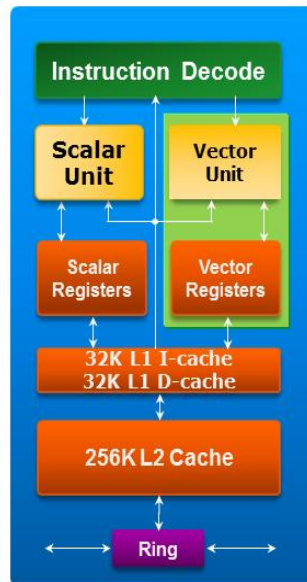 Instruction Decode
Scalar
Unit
Vector
Unit
Scalar
Registers
Vector
Registers
32K L1 I-cache
32K L1 D-cache
256K L2 Cache
Ring